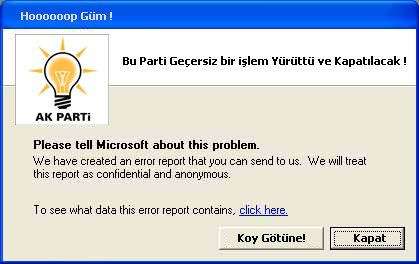 Hoooooop Güm !
Bu Parti Geçersiz bir işlem Yürüttü ve Kapatılacak !
AK PARTi
Please tell Microsoft about this problem.
We have created an error report that you can send to us.  We will treat
this report as confidential and anonymous.
To see what data this error report contains, click here.
Koy Götüne!
Kapat